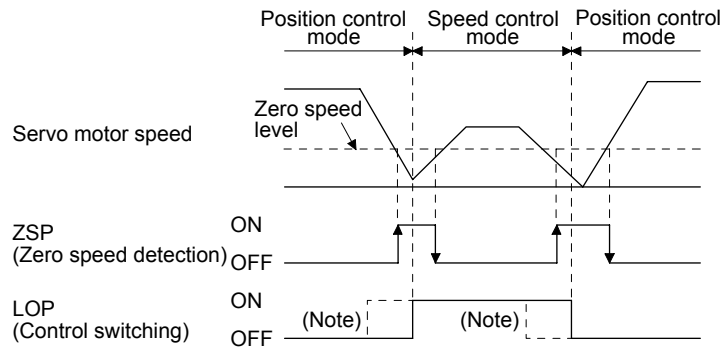 Position control mode
Speed control mode
Position control mode
Zero speed level
Servo motor speed
ZSP
(Zero speed detection)
ON
OFF
LOP
(Control switching)
ON
OFF
(Note)
(Note)